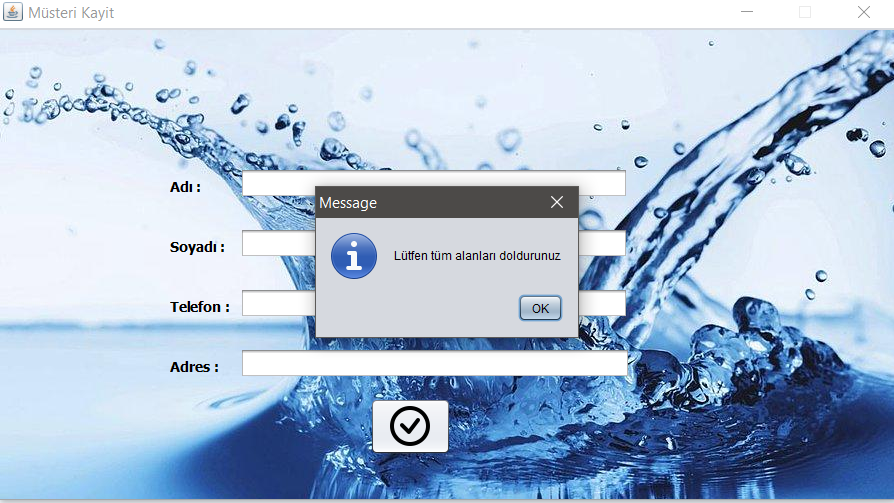 Müsteri Kayit
Adı :
Message
Soyadı :
Lütfen tüm alanları doldurunuz
Telefon :
OK
Adres :